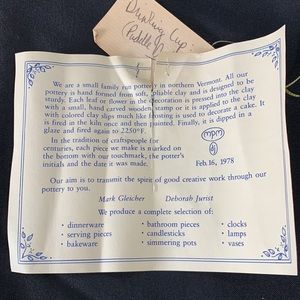 Drinking Cup
We are a small family run pottery in northern Vermont. All our
pottery is hand formed from soft, pliable clay and is designed to be
sturdy. Each leaf or flower in the decoration is pressed into the clay
with a small, hand carved wooden stamp or it is applied to the clay
with colored clay slips much like frosting is used to decorate a cake. It
is fired in the kiln once and then painted. Finally, it is dipped in a
glaze and fired again to 2250°F.
In the tradition of craftspeople for
centuries, each piece we make is marked on
the bottom with our touchmark, the potter's
initials and the date it was made.
mpm
dj
Feb. 16, 1978
Our aim is to transmit the spirit of good creative work through our
pottery to you.
Mark Gleicher Deborah Jurist
We produce a complete selection of:
• dinnerware • bathroom pieces • clocks
• serving pieces • candlesticks • lamps
• bakeware • simmering pots • vases